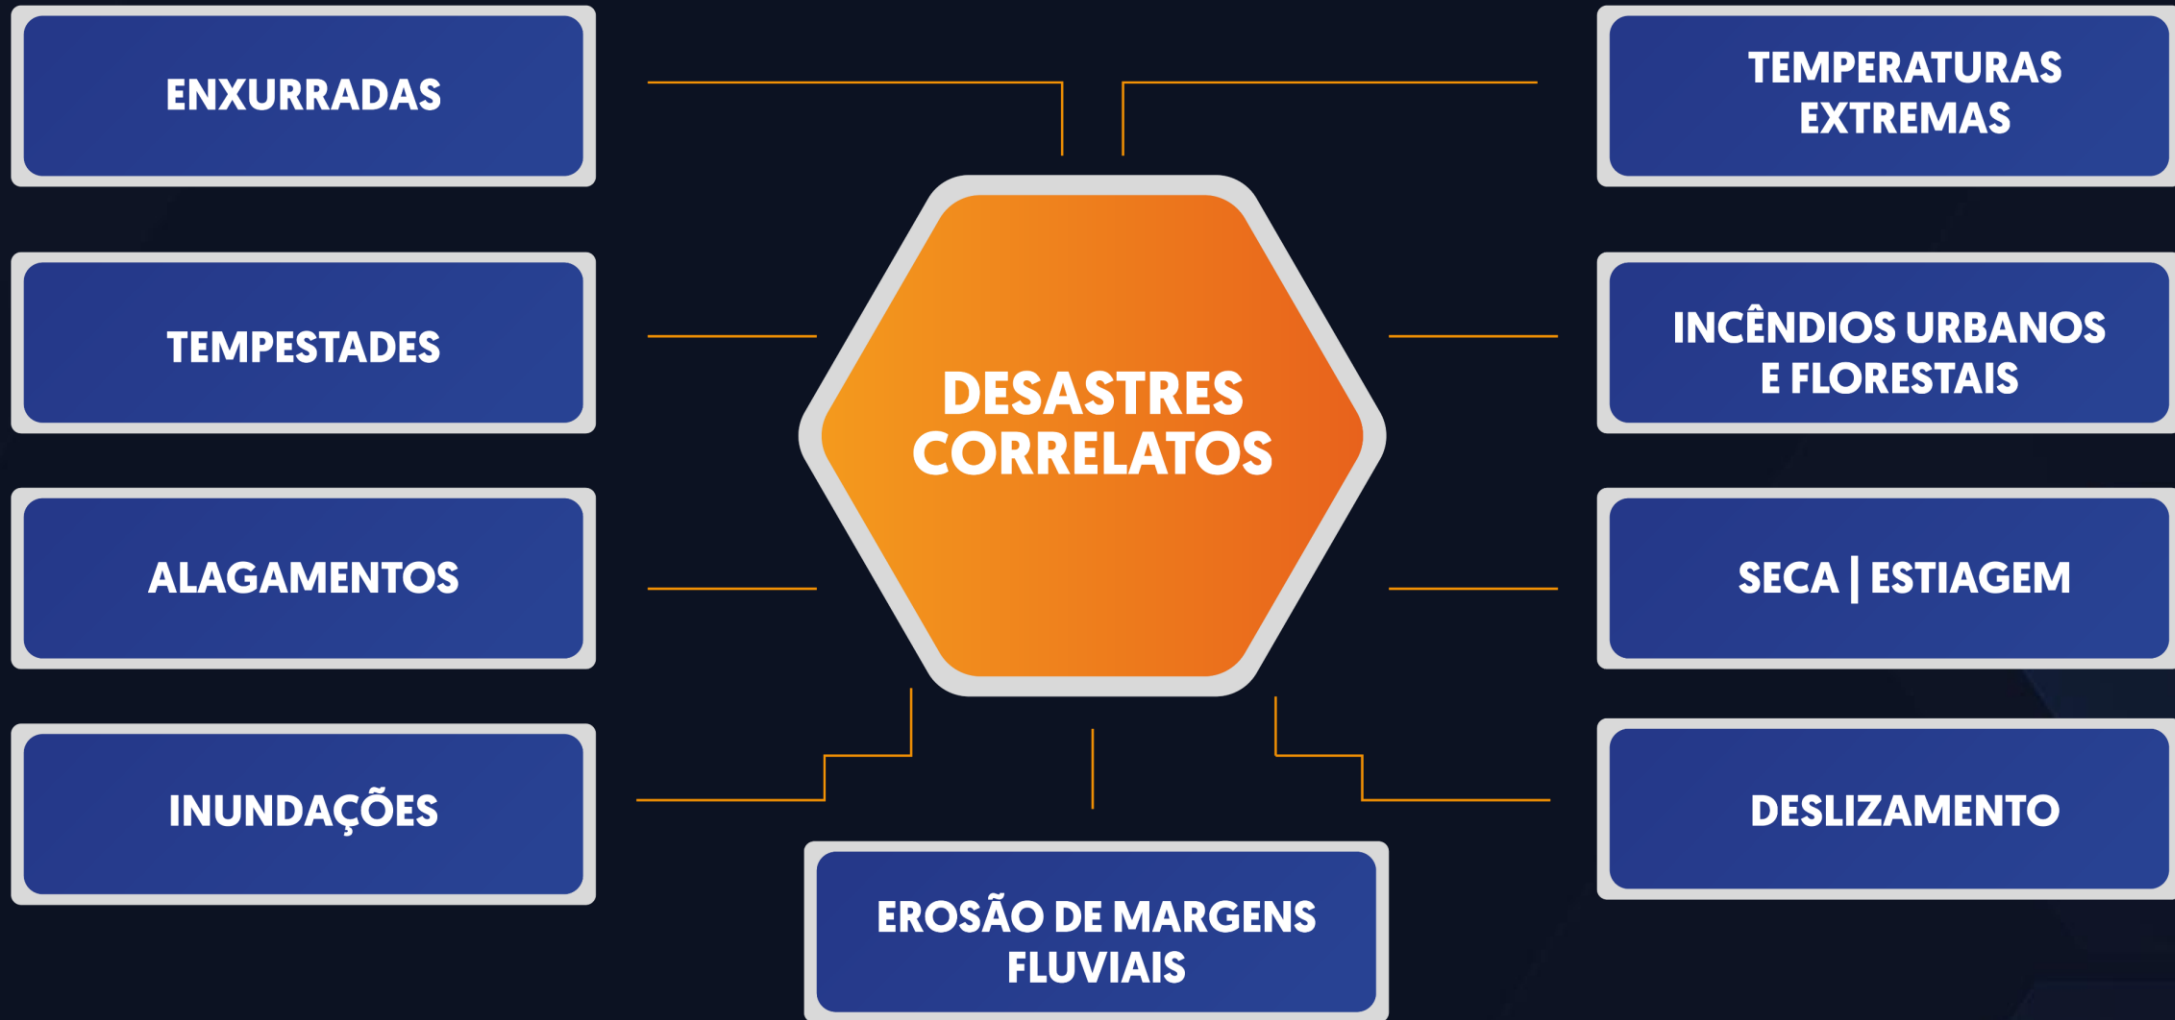 ENXURRADAS
TEMPERATURAS
EXTREMAS
TEMPESTADES
INCÊNDIOS URBANOS
E FLORESTAIS
DESASTRES
CORRELATOS
ALAGAMENTOS
SECA | ESTIAGEM
INUNDAÇÕES
DESLIZAMENTO
EROSÃO DE MARGENS
FLUVIAIS